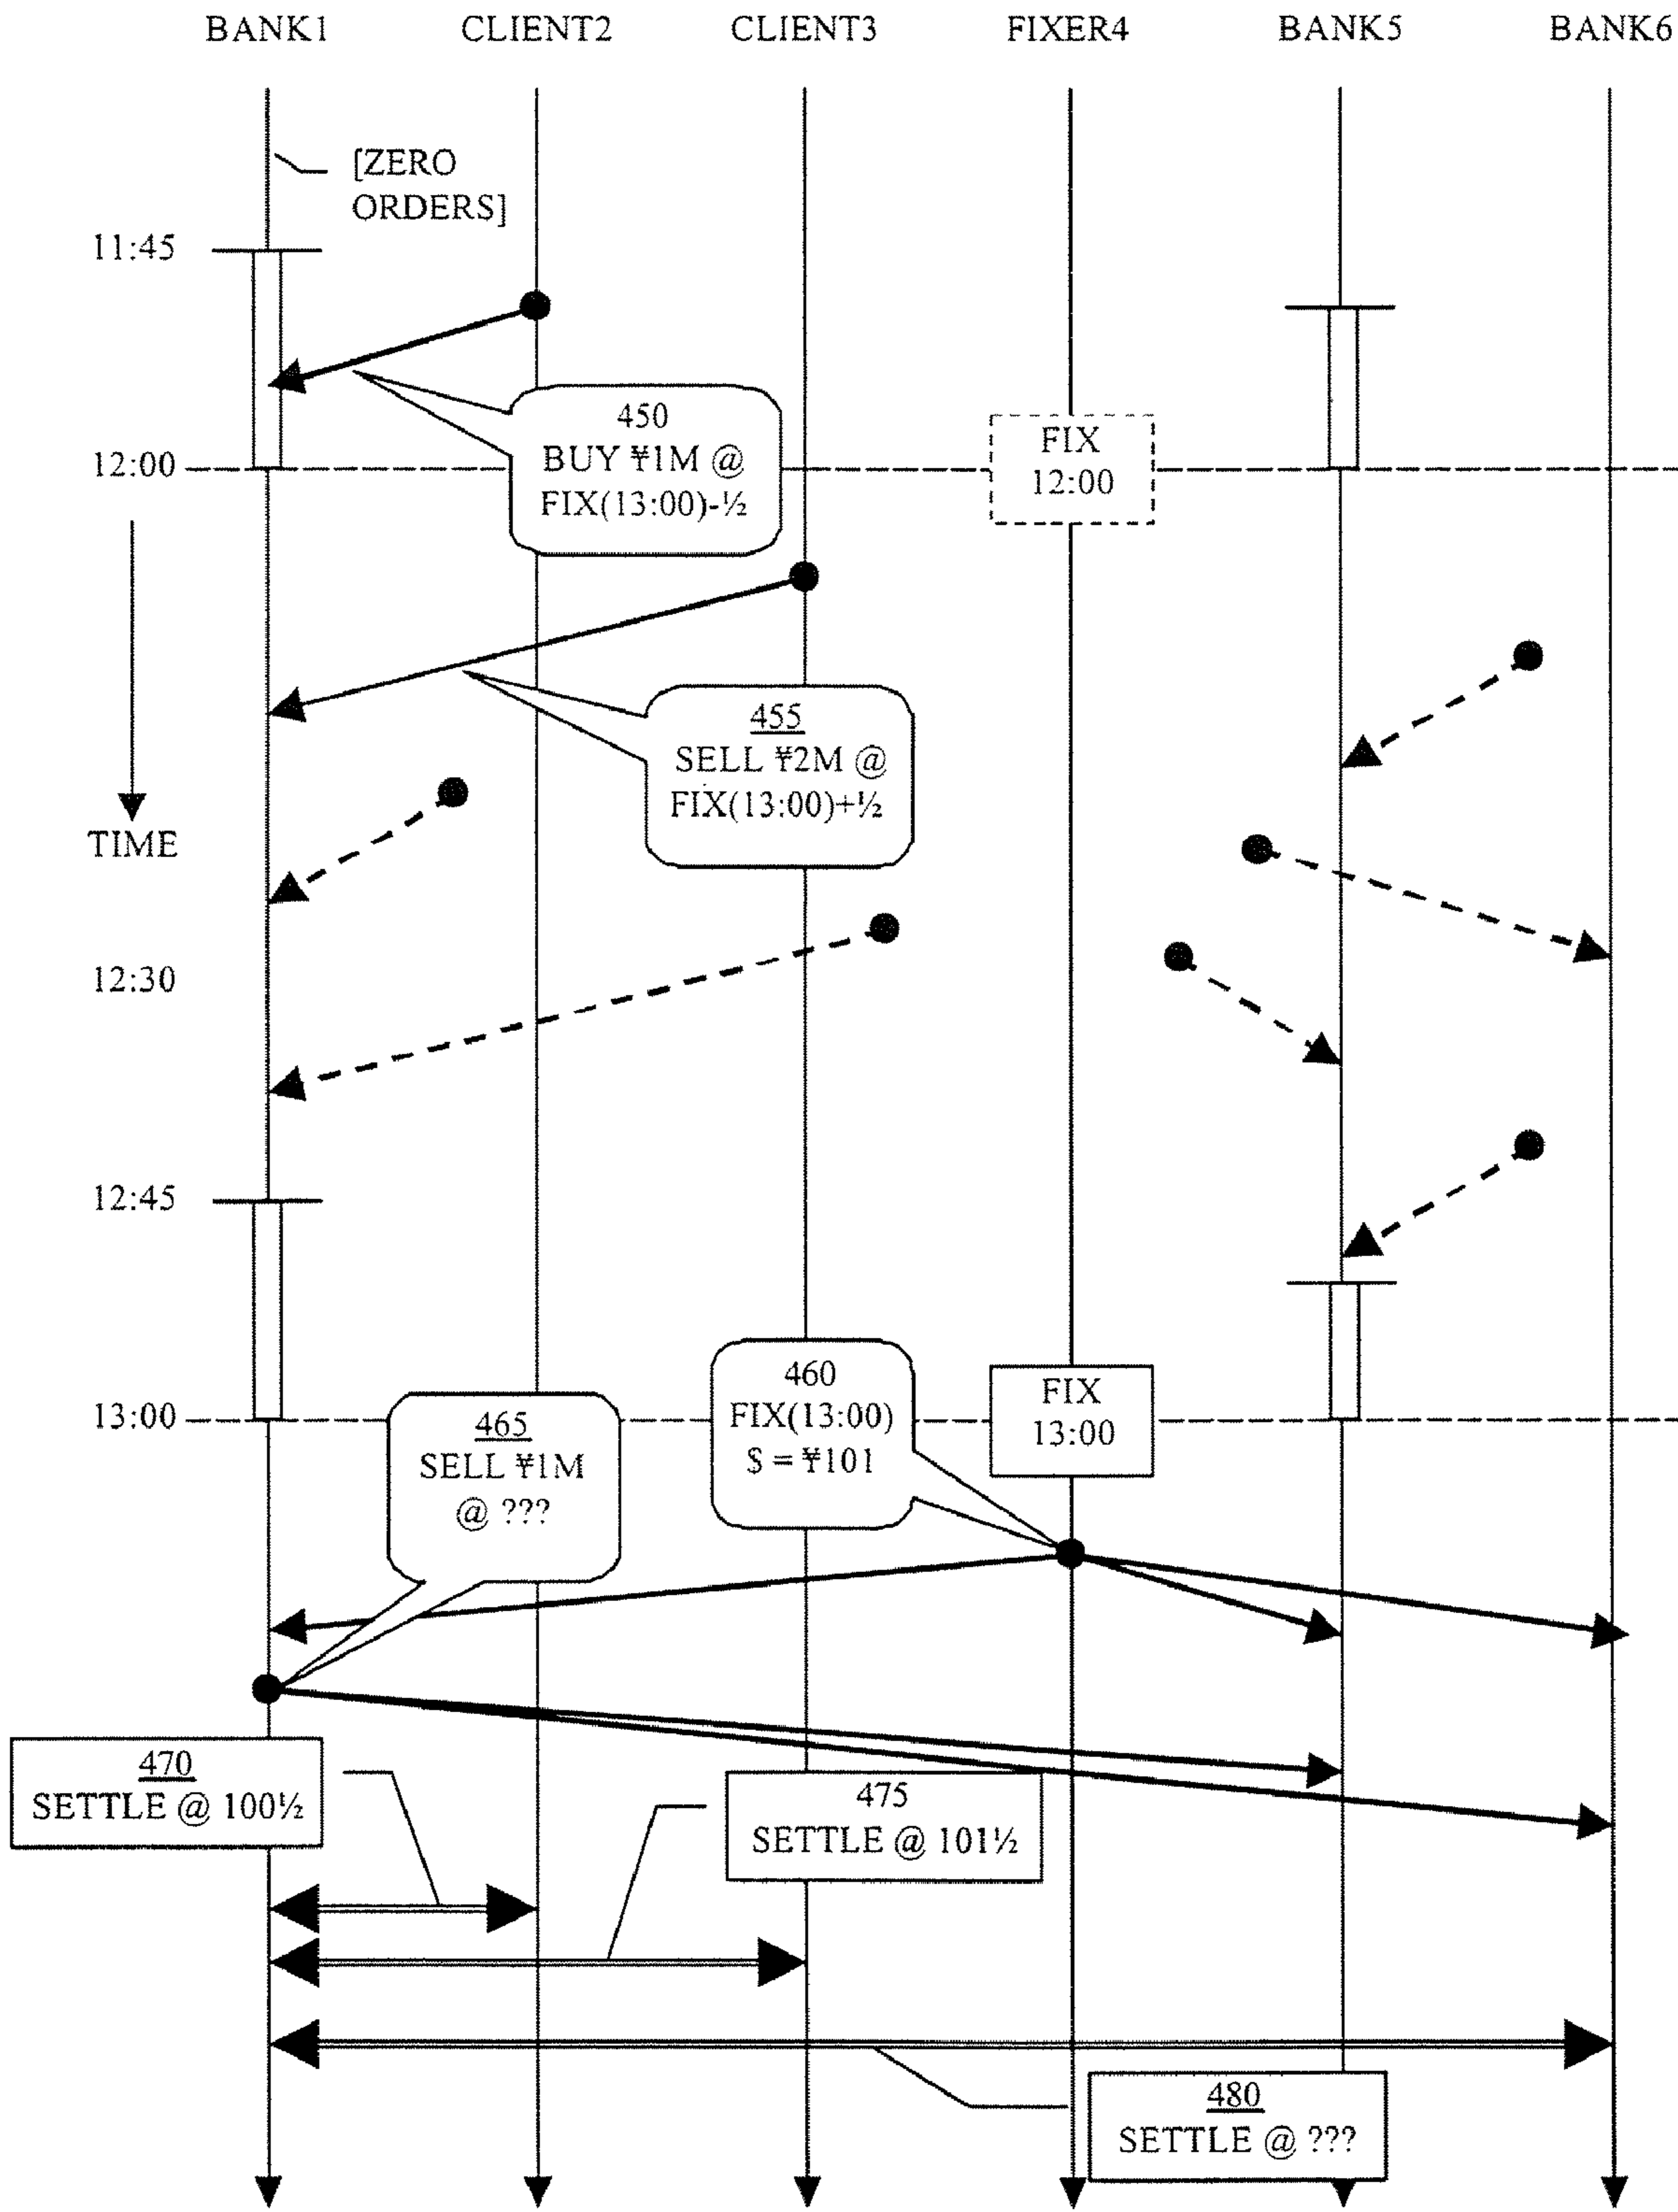 BANK1 CLIENT2 CLIENT3 FIXER4 BANK5 BANK6
[ZERO
ORDERS]
11:45
450
BUY ¥1M @
FIX(13:00)-½
FIX
12:00
12:00
455
SELL ¥2M @
FIX(13:00)+½
TIME
12:30
12:45
460
FIX(13:00)
$ = ¥101
FIX
13:00
13:00
465
SELL ¥1M
@ ???
470
SETTLE @ 100½
475
SETTLE @ 101½
480
SETTLE @ ???